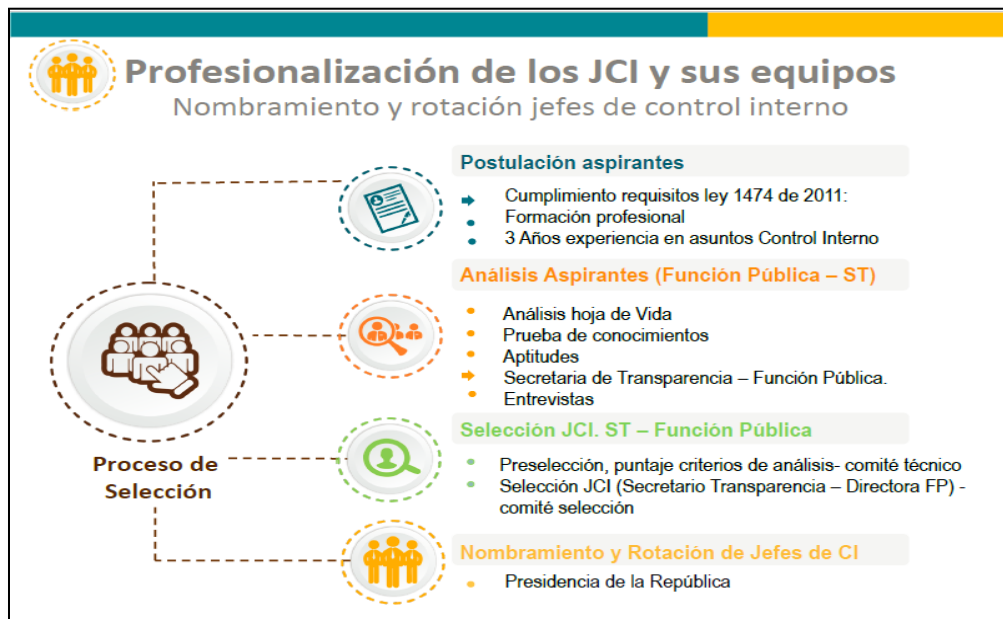 Profesionalización de los JCI y sus equipos
Nombramiento y rotación jefes de control interno
Proceso de
Selección
Postulación aspirantes
Cumplimiento requisitos ley 1474 de 2011:
Formación profesional
3 Años experiencia en asuntos Control Interno
Análisis Aspirantes (Función Pública – ST)
Análisis hoja de Vida
Prueba de conocimientos
Aptitudes
Secretaria de Transparencia – Función Pública.
Entrevistas
Selección JCI. ST – Función Pública
Preselección, puntaje criterios de análisis- comité técnico
Selección JCI (Secretario Transparencia – Directora FP) -
comité selección
Nombramiento y Rotación de Jefes de CI
Presidencia de la República